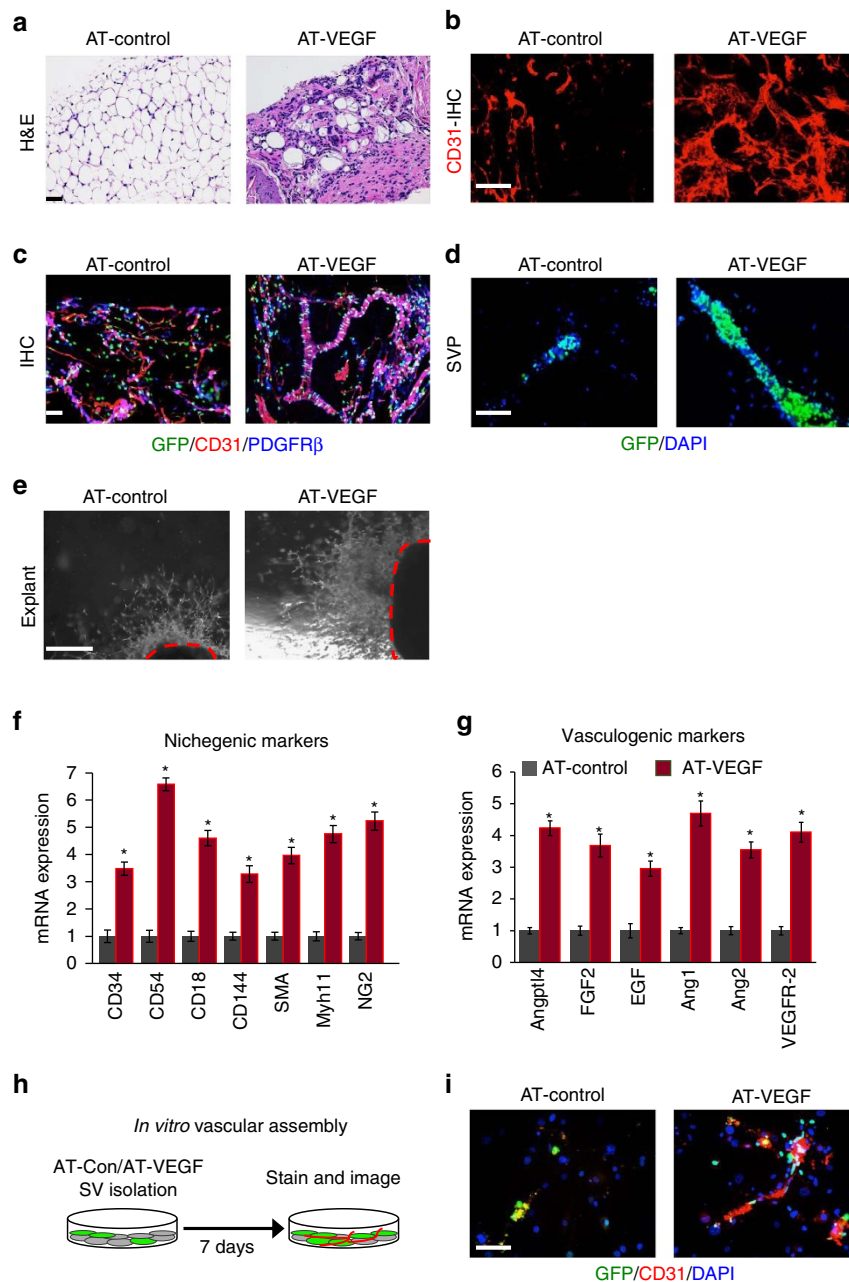 a
AT-control
AT-VEGF
H&E
b
AT-control
AT-VEGF
CD31-IHC
c
AT-control
AT-VEGF
IHC
GFP/CD31/PDGFRβ
d
AT-control
AT-VEGF
SVP
GFP/DAPI
e
AT-control
AT-VEGF
Explant
f
Nichegenic markers
mRNA expression
7
6
5
4
3
2
1
0
*
*
*
*
*
*
*
CD34
CD54
CD18
CD144
SMA
Myh11
NG2
g
Vasculogenic markers
AT-control
AT-VEGF
mRNA expression
6
5
4
3
2
1
0
*
*
*
*
*
*
Angptl4
FGF2
EGF
Ang1
Ang2
VEGFR-2
h
In vitro vascular assembly
AT-Con/AT-VEGF
SV isolation
Stain and image
7 days
i
AT-control
AT-VEGF
GFP/CD31/DAPI